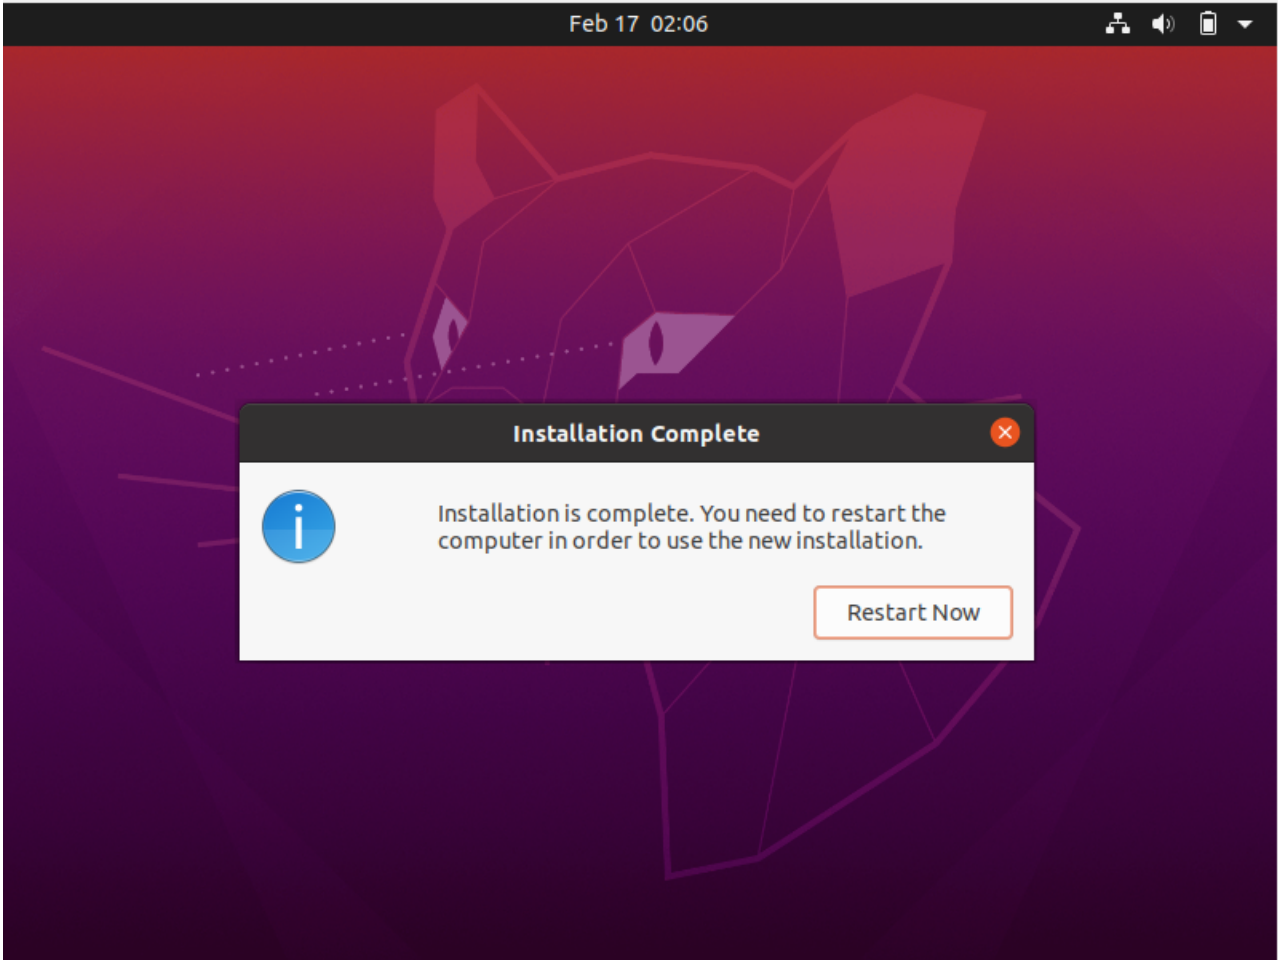 Feb 17 02:06
Installation Complete
Installation is complete. You need to restart the
computer in order to use the new installation.
Restart Now